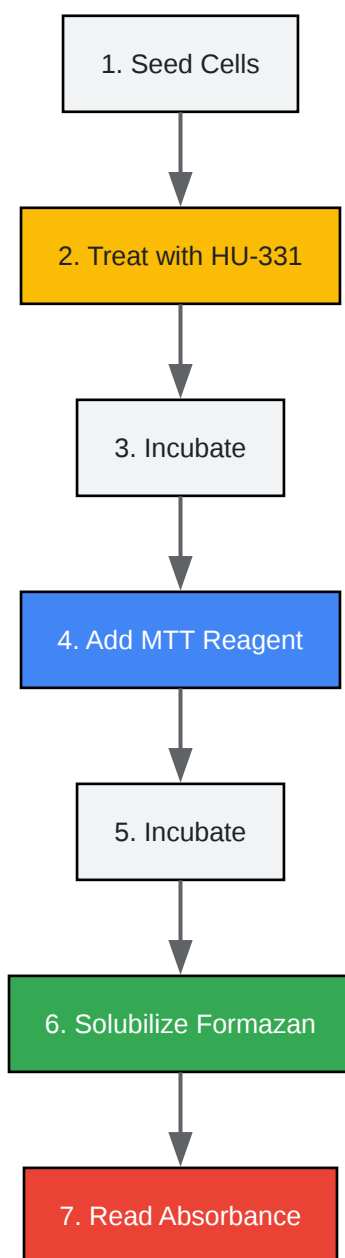 1. Seed Cells
2. Treat with HU-331
3. Incubate
4. Add MTT Reagent
5. Incubate
6. Solubilize Formazan
7. Read Absorbance